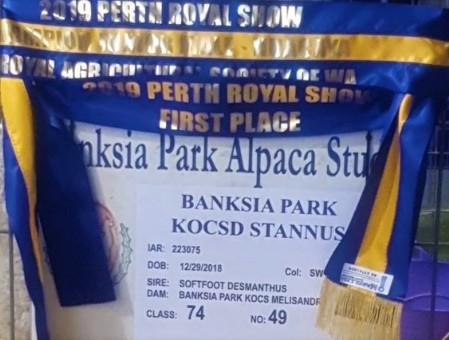 2019 PERTH ROYAL SHOW
ROYAL AGRICULTURAL SOCIETY OF WA
2019 PERTH ROYAL SHOW
FIRST PLACE
Banksia Park Alpaca Stud
BANKSIA PARK
KOCSD STANNUS
IAR: 223075
DOB: 12/29/2018 Col: SW
SIRE: SOFTFOOT DESMANTHUS
DAM: BANKSIA PARK KOCS MELISANDR
CLASS: 74 NO: 49